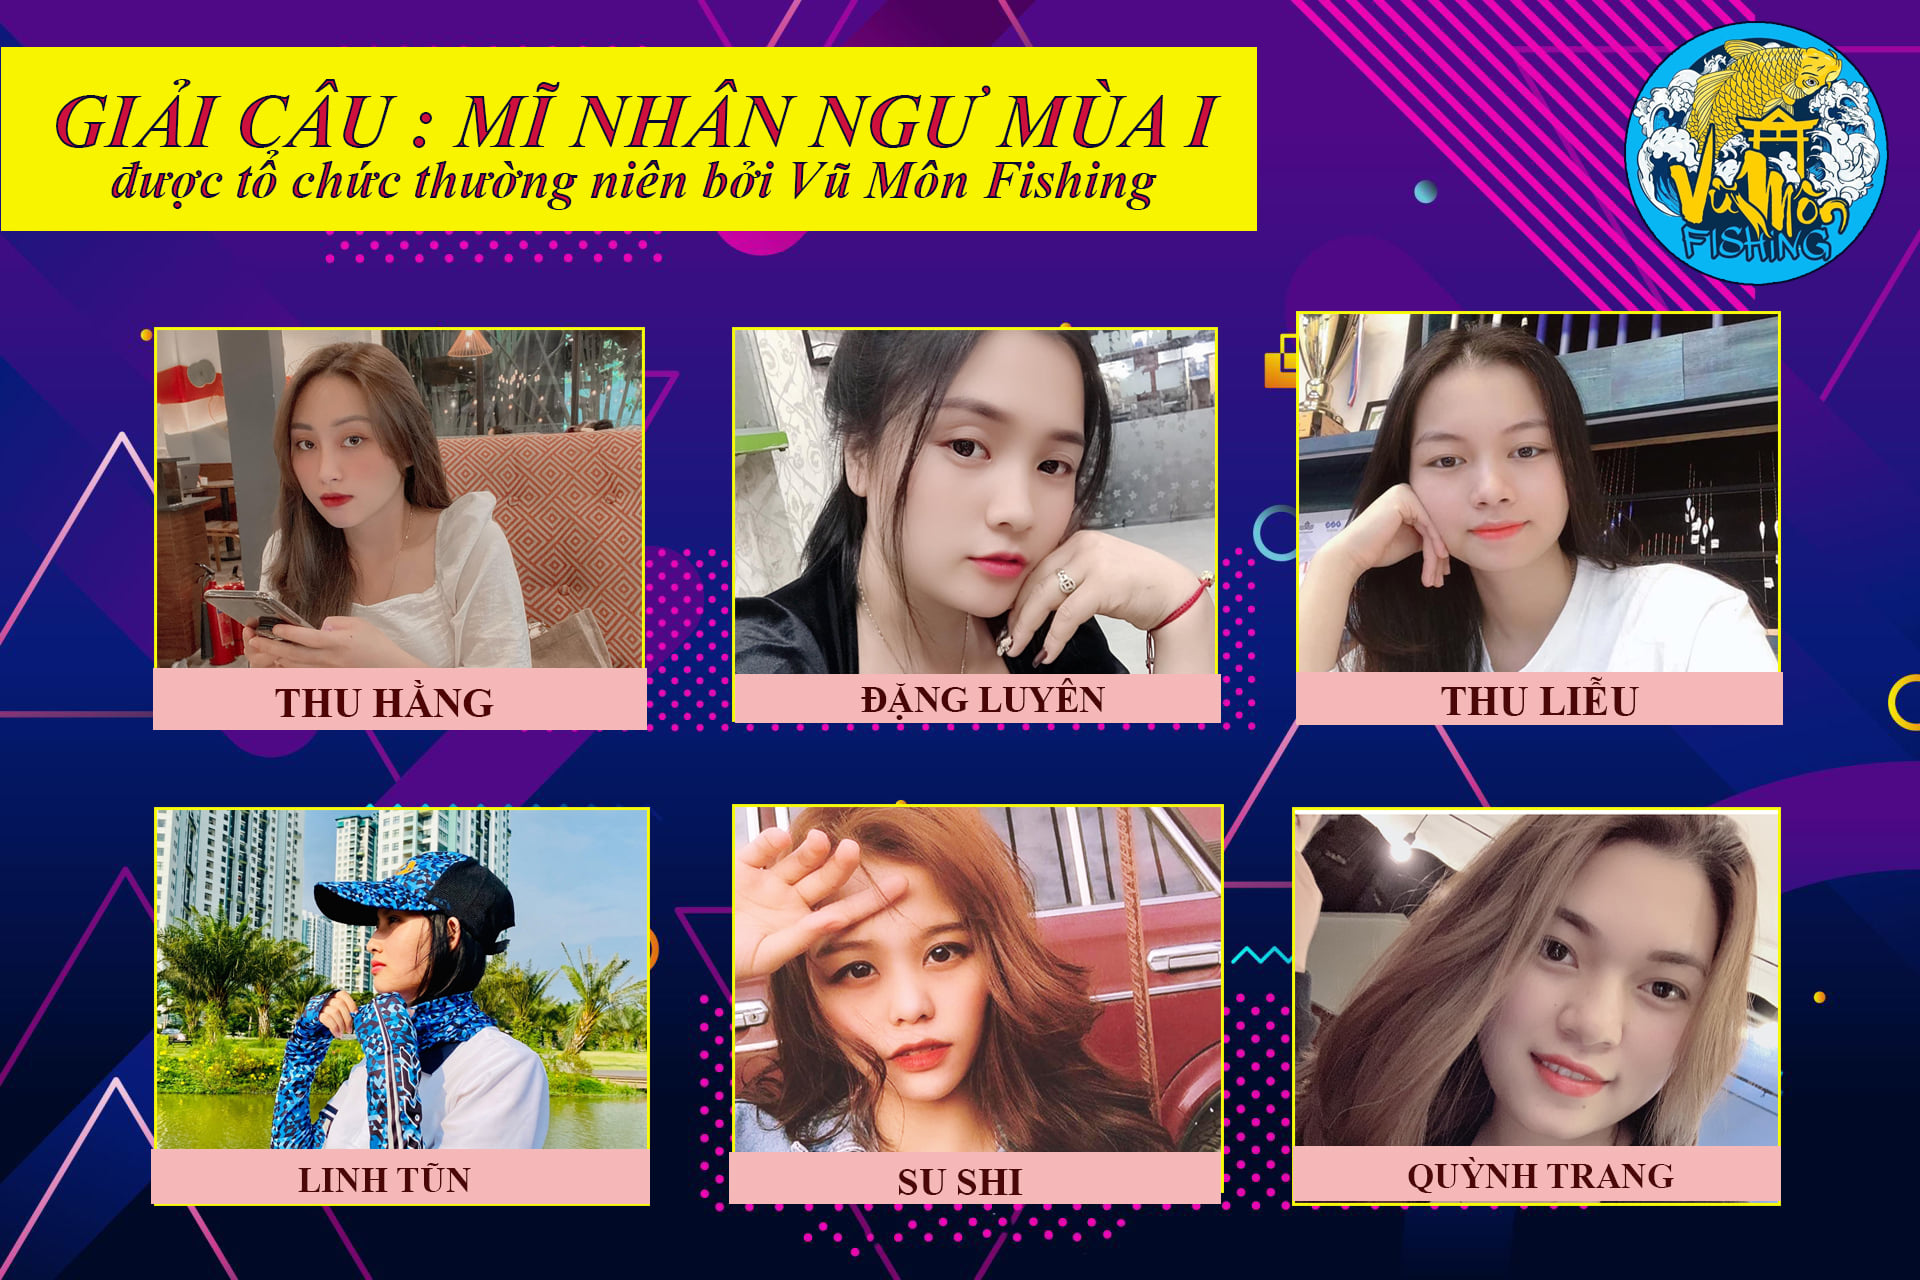 GIẢI CÂU : MĨ NHÂN NGƯ MÙA I
được tổ chức thường niên bởi Vũ Môn Fishing
Vũ Môn
FISHING
THU HẰNG
ĐẶNG LUYÊN
THU LIỄU
LINH TŨN
SU SHI
QUỲNH TRANG